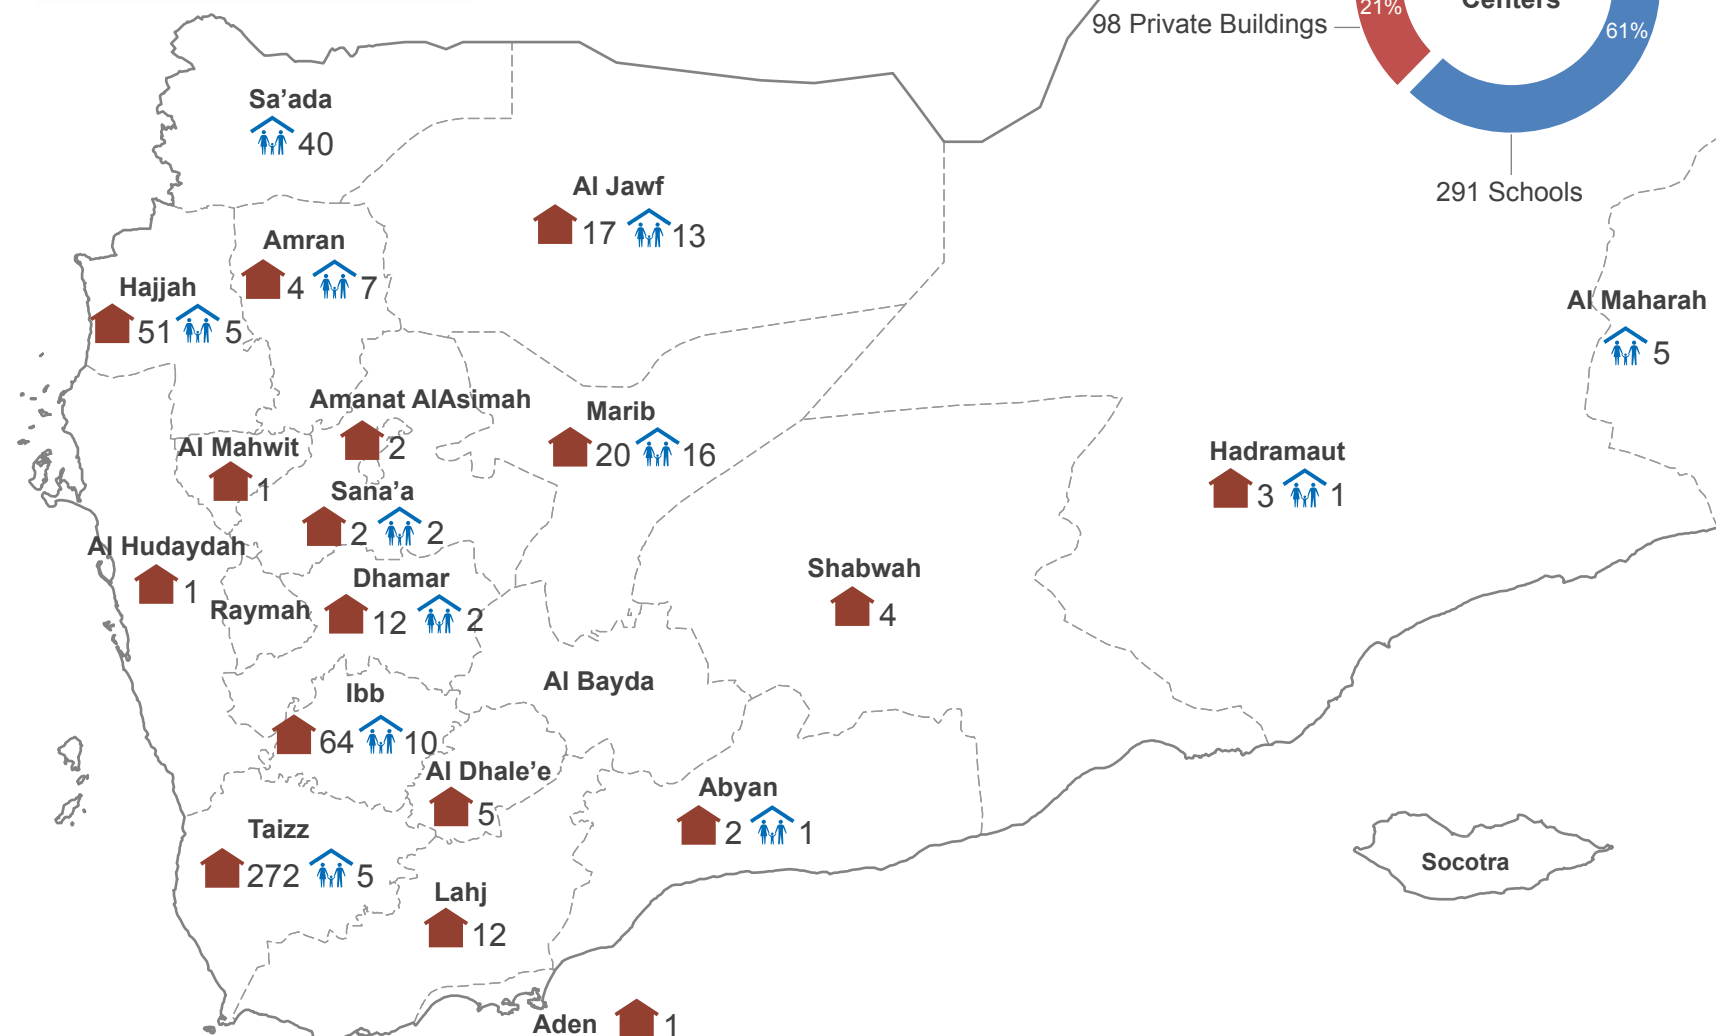 Centers
21%
98 Private Buildings
61%
291 Schools
Sa’ada
40
Al Jawf
17 13
Amran
4 7
Hajjah
51 5
Al Maharah
5
Amanat AlAsimah
2
Marib
20 16
Al Mahwit
1
Hadramaut
3 1
Sana’a
2 2
Al Hudaydah
1
Dhamar
12 2
Raymah
Shabwah
4
Al Bayda
Ibb
64 10
Al Dhale’e
5
Abyan
2 1
Taizz
272 5
Socotra
Lahj
12
Aden 1